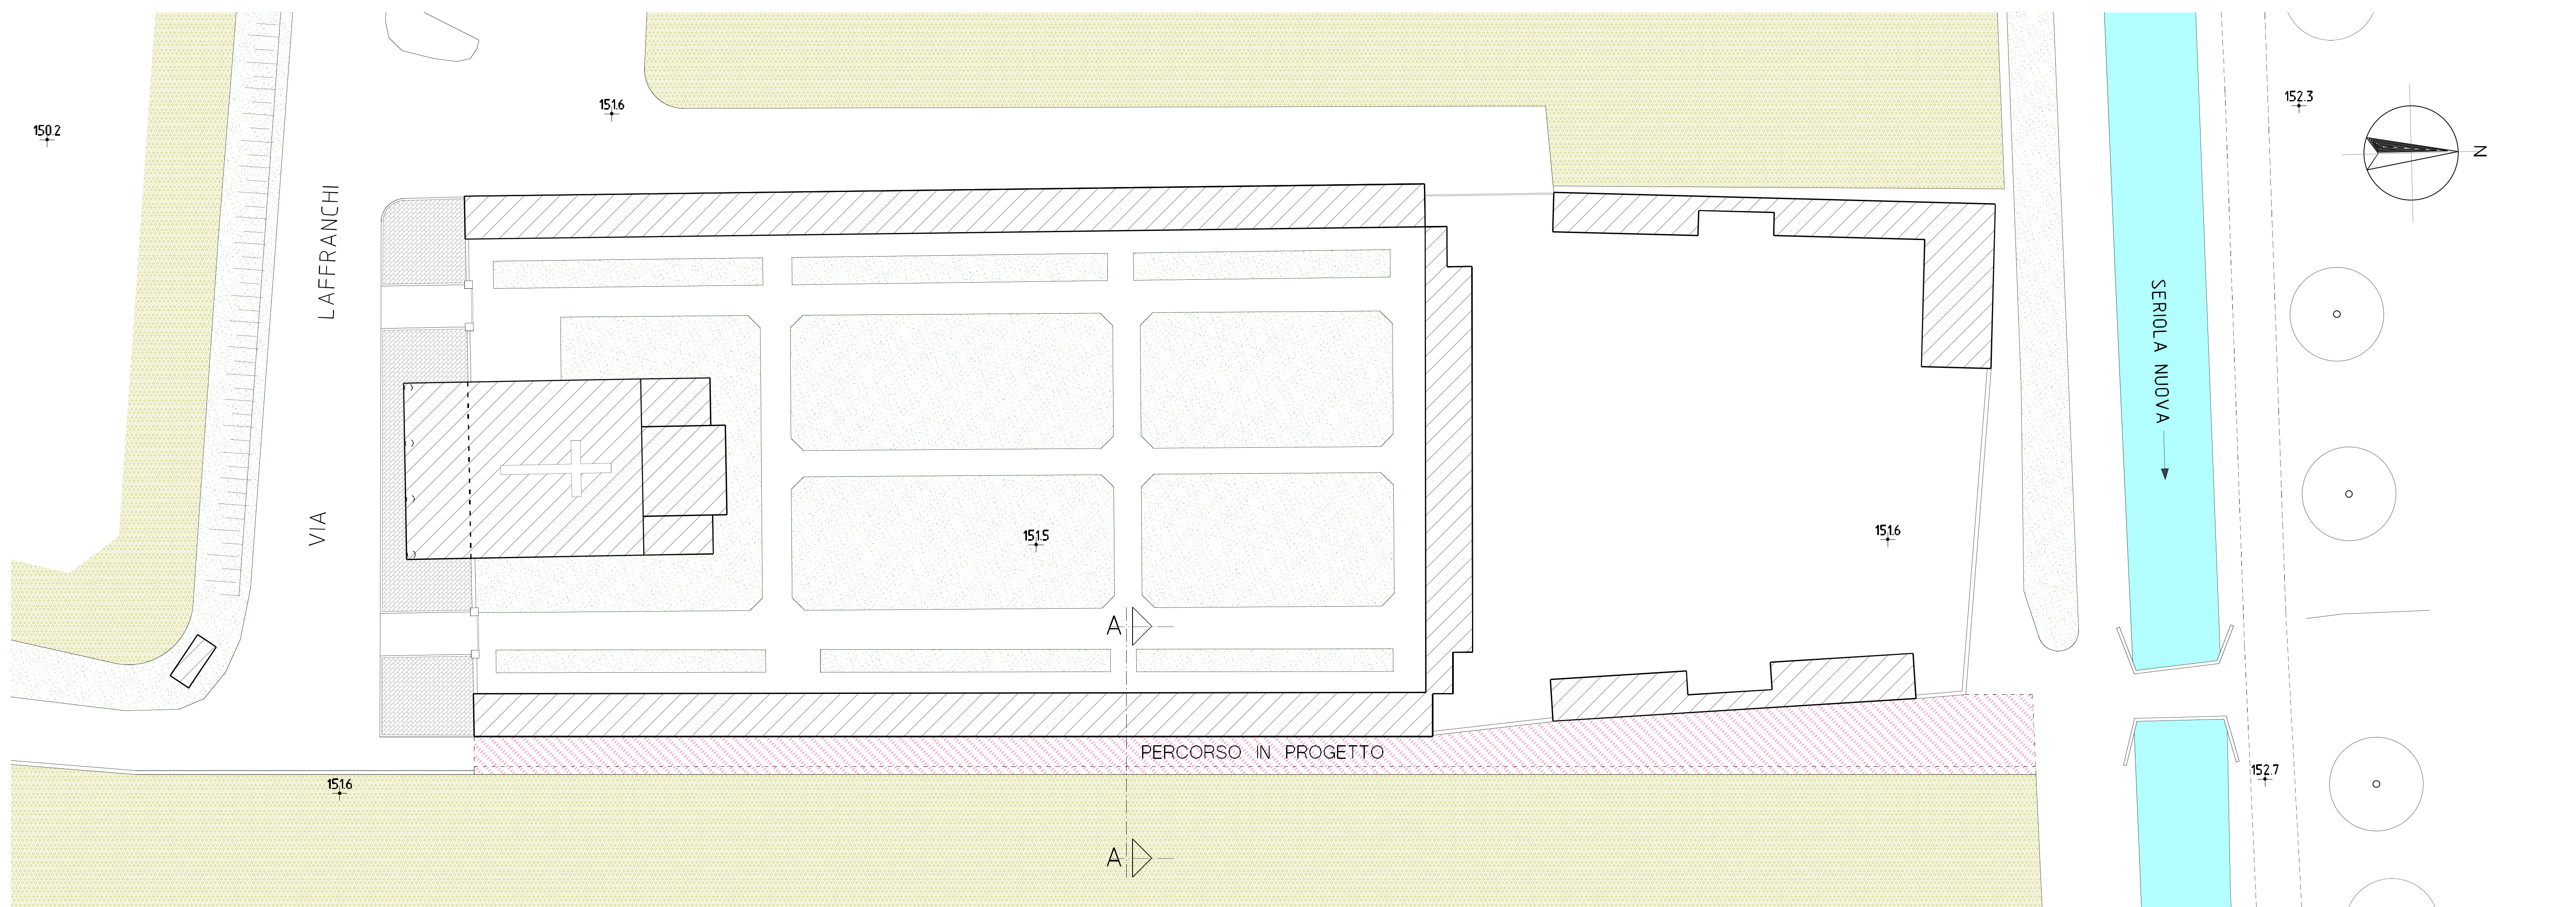 152.3
151.6
150.2
N
VIA LAFFRANCHI
SERIOLA NUOVA
151.5
151.6
A
PERCORSO IN PROGETTO
152.7
151.6
A